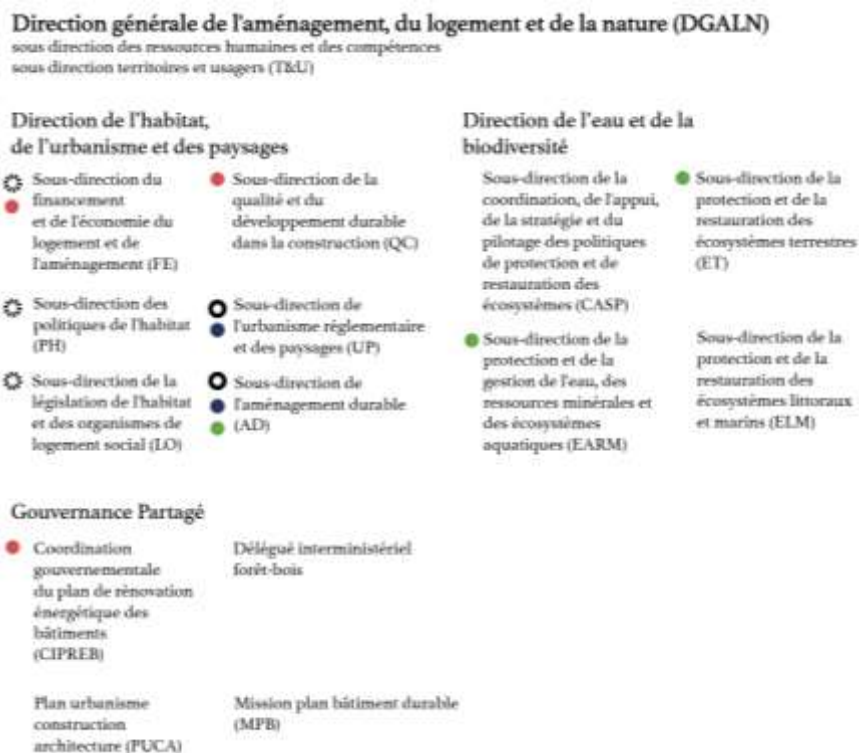 Direction générale de l'aménagement, du logement et de la nature (DGALN)
sous direction des ressources humaines et des compétences
sous direction territoires et usagers (T&U)
Direction de l'habitat,
de l'urbanisme et des paysages
Sous-direction du
financement
et de l'économie du
logement et de
l'aménagement (FE)
Sous-direction de la
qualité et du
développement durable
dans la construction (QC)
Sous-direction des
politiques de l'habitat
(PH)
Sous-direction de
l'urbanisme réglementaire
et des paysages (UP)
Sous-direction de la
législation de l'habitat
et des organismes de
logement social (LO)
Sous-direction de
l'aménagement durable
(AD)
Direction de l'eau et de la
biodiversité
Sous-direction de la
coordination, de l'appui,
de la stratégie et du
pilotage des politiques
de protection et de
restauration des
écosystèmes (CASP)
Sous-direction de la
protection et de la
restauration des
écosystèmes terrestres
(ET)
Sous-direction de la
protection et de la
gestion de l'eau, des
ressources minérales et
des écosystèmes
aquatiques (EARM)
Sous-direction de la
protection et de la
restauration des
écosystèmes littoraux
et marins (ELM)
Gouvernance Partagé
Coordination
gouvernementale
du plan de rénovation
énergétique des
bâtiments
(CIPREB)
Délégué interministériel
forêt-bois
Plan urbanisme
construction
architecture (PUCA)
Mission plan bâtiment durable
(MPB)